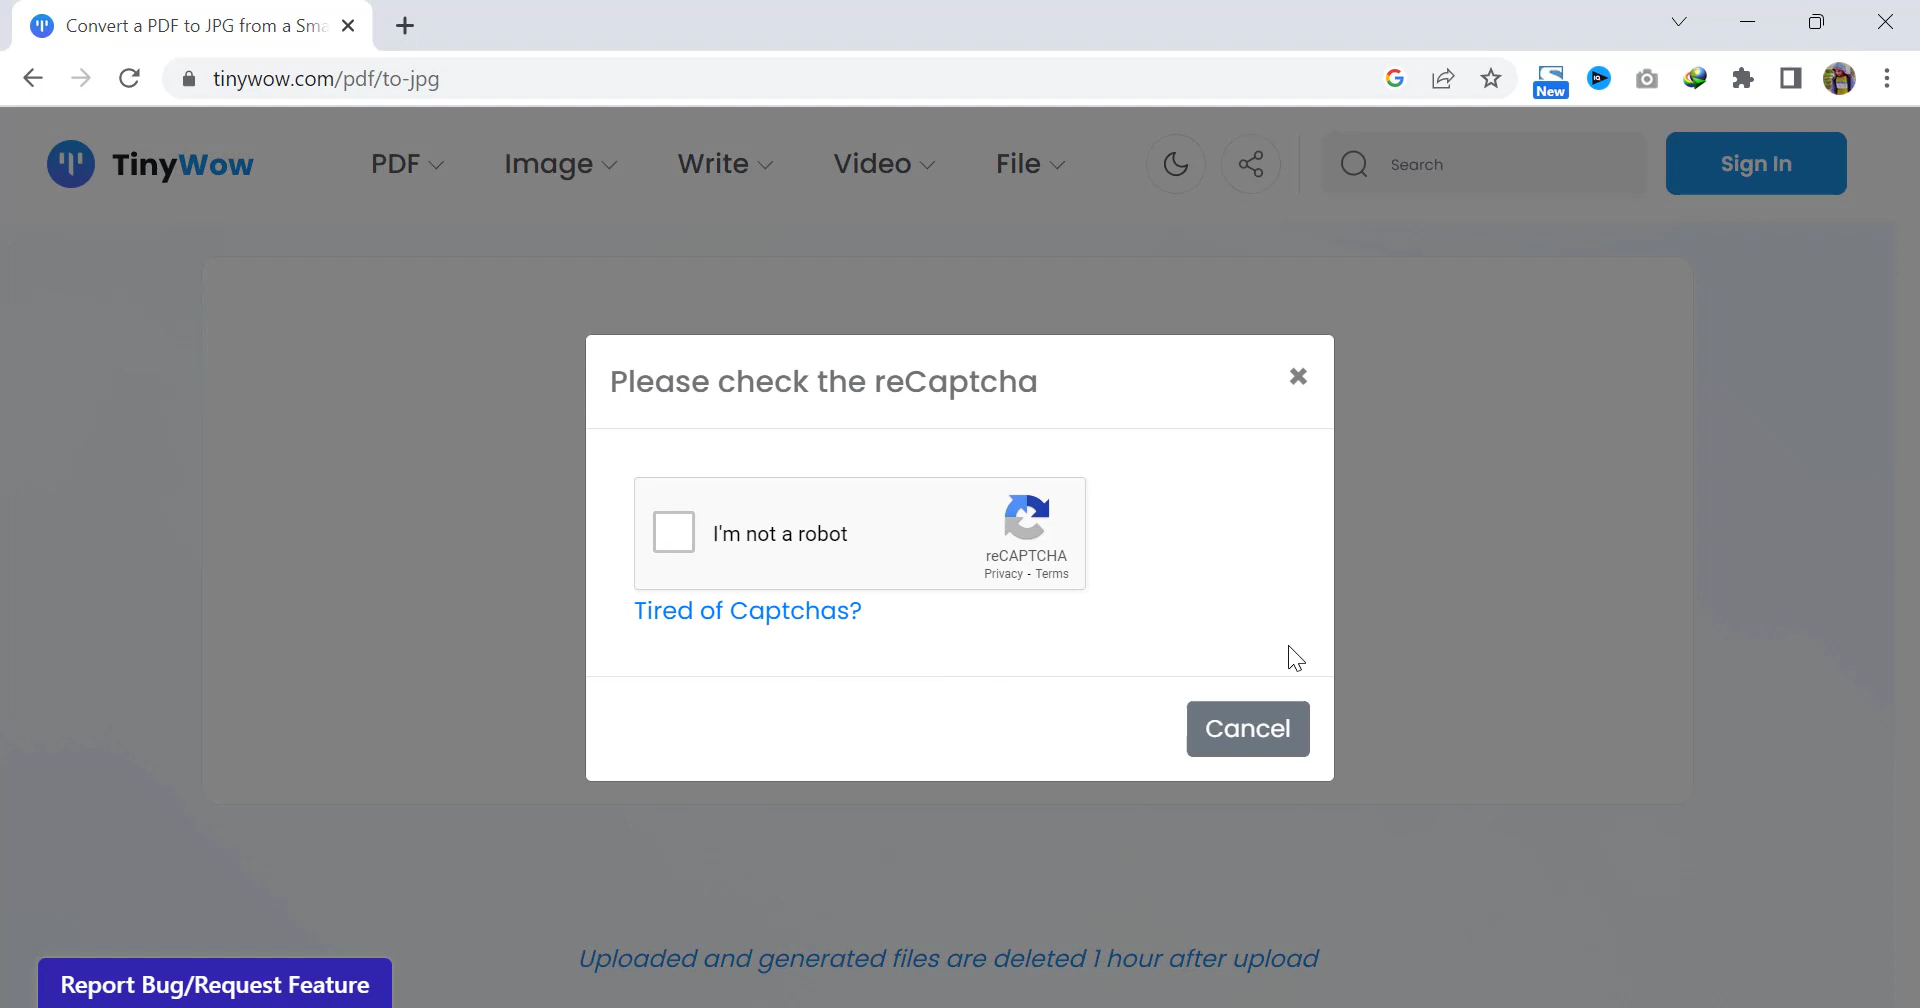 Convert a PDF to JPG from a Sma
tinywow.com/pdf/to-jpg
New
TinyWow
PDF
Image
Write
Video
File
Search
Sign In
Please check the reCaptcha
I'm not a robot
reCAPTCHA
Privacy - Terms
Tired of Captchas?
Cancel
Uploaded and generated files are deleted 1 hour after upload
Report Bug/Request Feature